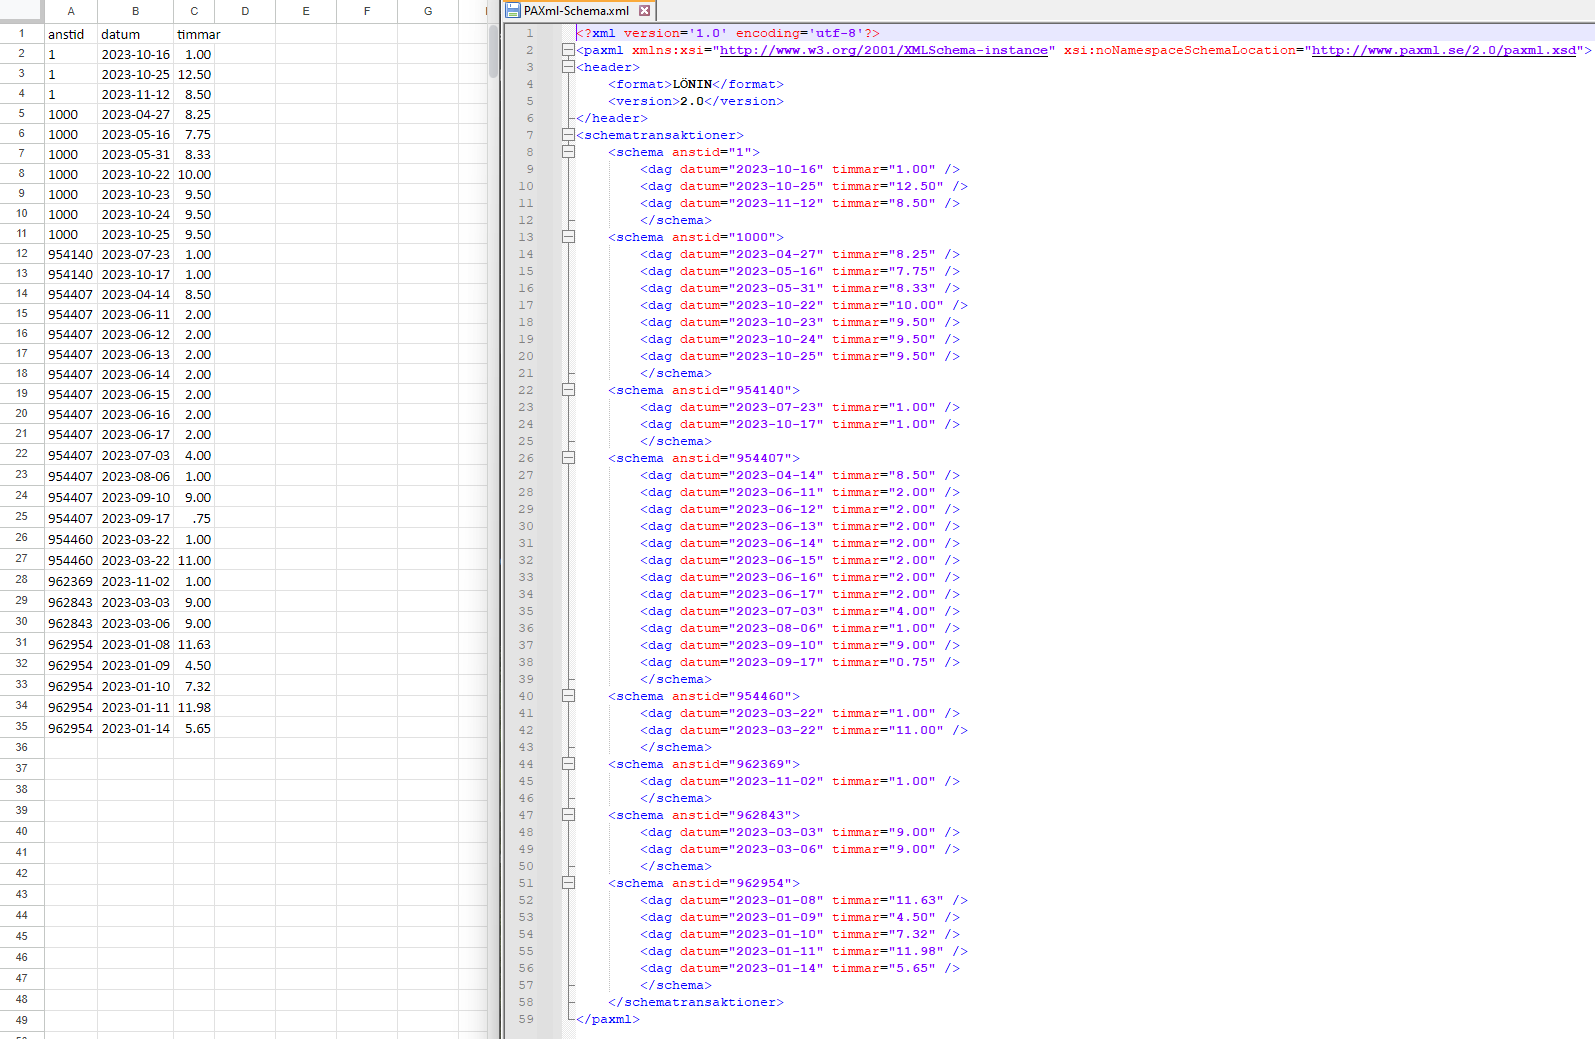 A B C D E F G
1 anstid datum timmar
2 1 2023-10-16 1.00
3 1 2023-10-25 12.50
4 1 2023-11-12 8.50
5 1000 2023-04-27 8.25
6 1000 2023-05-16 7.75
7 1000 2023-05-31 8.33
8 1000 2023-10-22 10.00
9 1000 2023-10-23 9.50
10 1000 2023-10-24 9.50
11 1000 2023-10-25 9.50
12 954140 2023-07-23 1.00
13 954140 2023-10-17 1.00
14 954407 2023-04-14 8.50
15 954407 2023-06-11 2.00
16 954407 2023-06-12 2.00
17 954407 2023-06-13 2.00
18 954407 2023-06-14 2.00
19 954407 2023-06-15 2.00
20 954407 2023-06-16 2.00
21 954407 2023-06-17 2.00
22 954407 2023-07-03 4.00
23 954407 2023-08-06 1.00
24 954407 2023-09-10 9.00
25 954407 2023-09-17 .75
26 954460 2023-03-22 1.00
27 954460 2023-03-22 11.00
28 962369 2023-11-02 1.00
29 962843 2023-03-03 9.00
30 962843 2023-03-06 9.00
31 962954 2023-01-08 11.63
32 962954 2023-01-09 4.50
33 962954 2023-01-10 7.32
34 962954 2023-01-11 11.98
35 962954 2023-01-14 5.65
36
37
38
39
40
41
42
43
44
45
46
47
48
49
PAXml-Schema.xml
1 <?xml version='1.0' encoding='utf-8'?>
2 <paxml xmlns:xsi="http://www.w3.org/2001/XMLSchema-instance" xsi:noNamespaceSchemaLocation="http://www.paxml.se/2.0/paxml.xsd">
3 <header>
4 <format>LÖNIN</format>
5 <version>2.0</version>
6 </header>
7 <schematransaktioner>
8 <schema anstid="1">
9 <dag datum="2023-10-16" timmar="1.00" />
10 <dag datum="2023-10-25" timmar="12.50" />
11 <dag datum="2023-11-12" timmar="8.50" />
12 </schema>
13 <schema anstid="1000">
14 <dag datum="2023-04-27" timmar="8.25" />
15 <dag datum="2023-05-16" timmar="7.75" />
16 <dag datum="2023-05-31" timmar="8.33" />
17 <dag datum="2023-10-22" timmar="10.00" />
18 <dag datum="2023-10-23" timmar="9.50" />
19 <dag datum="2023-10-24" timmar="9.50" />
20 <dag datum="2023-10-25" timmar="9.50" />
21 </schema>
22 <schema anstid="954140">
23 <dag datum="2023-07-23" timmar="1.00" />
24 <dag datum="2023-10-17" timmar="1.00" />
25 </schema>
26 <schema anstid="954407">
27 <dag datum="2023-04-14" timmar="8.50" />
28 <dag datum="2023-06-11" timmar="2.00" />
29 <dag datum="2023-06-12" timmar="2.00" />
30 <dag datum="2023-06-13" timmar="2.00" />
31 <dag datum="2023-06-14" timmar="2.00" />
32 <dag datum="2023-06-15" timmar="2.00" />
33 <dag datum="2023-06-16" timmar="2.00" />
34 <dag datum="2023-06-17" timmar="2.00" />
35 <dag datum="2023-07-03" timmar="4.00" />
36 <dag datum="2023-08-06" timmar="1.00" />
37 <dag datum="2023-09-10" timmar="9.00" />
38 <dag datum="2023-09-17" timmar="0.75" />
39 </schema>
40 <schema anstid="954460">
41 <dag datum="2023-03-22" timmar="1.00" />
42 <dag datum="2023-03-22" timmar="11.00" />
43 </schema>
44 <schema anstid="962369">
45 <dag datum="2023-11-02" timmar="1.00" />
46 </schema>
47 <schema anstid="962843">
48 <dag datum="2023-03-03" timmar="9.00" />
49 <dag datum="2023-03-06" timmar="9.00" />
50 </schema>
51 <schema anstid="962954">
52 <dag datum="2023-01-08" timmar="11.63" />
53 <dag datum="2023-01-09" timmar="4.50" />
54 <dag datum="2023-01-10" timmar="7.32" />
55 <dag datum="2023-01-11" timmar="11.98" />
56 <dag datum="2023-01-14" timmar="5.65" />
57 </schema>
58 </schematransaktioner>
59 </paxml>